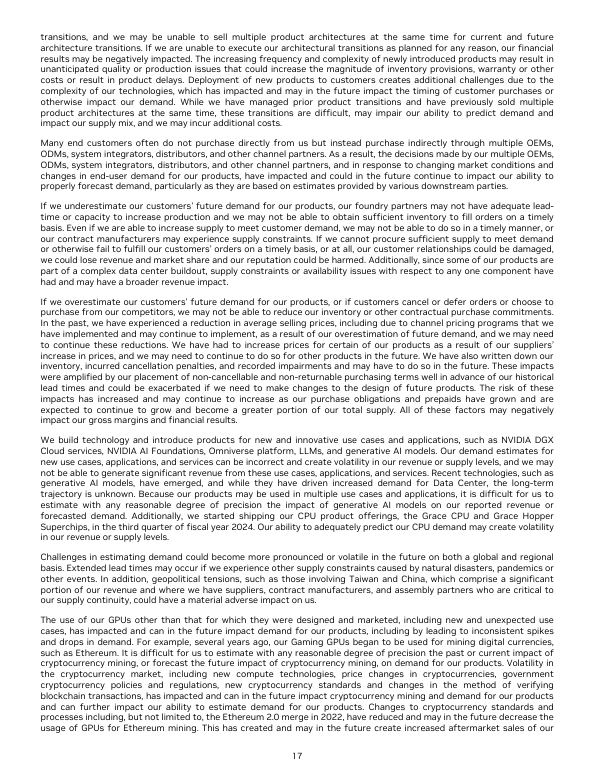 transitions, and we may be unable to sell multiple product architectures at the same time for current and future
architecture transitions. If we are unable to execute our architectural transitions as planned for any reason, our financial
results may be negatively impacted. The increasing frequency and complexity of newly introduced products may result in
unanticipated quality or production issues that could increase the magnitude of inventory provisions, warranty or other
costs or result in product delays. Deployment of new products to customers creates additional challenges due to the
complexity of our technologies, which has impacted and may in the future impact the timing of customer purchases or
otherwise impact our demand. While we have managed prior product transitions and have previously sold multiple
product architectures at the same time, these transitions are difficult, may impair our ability to predict demand and
impact our supply mix, and we may incur additional costs.
Many end customers often do not purchase directly from us but instead purchase indirectly through multiple OEMs,
ODMs, system integrators, distributors, and other channel partners. As a result, the decisions made by our multiple OEMs,
ODMs, system integrators, distributors, and other channel partners, and in response to changing market conditions and
changes in end-user demand for our products, have impacted and could in the future continue to impact our ability to
properly forecast demand, particularly as they are based on estimates provided by various downstream parties.
If we underestimate our customers' future demand for our products, our foundry partners may not have adequate lead-
time or capacity to increase production and we may not be able to obtain sufficient inventory to fill orders on a timely
basis. Even if we are able to increase supply to meet customer demand, we may not be able to do so in a timely manner, or
our contract manufacturers may experience supply constraints. If we cannot procure sufficient supply to meet demand
or otherwise fail to fulfill our customers' orders on a timely basis, or at all, our customer relationships could be damaged,
we could lose revenue and market share and our reputation could be harmed. Additionally, since some of our products are
part of a complex data center buildout, supply constraints or availability issues with respect to any one component have
had and may have a broader revenue impact.
If we overestimate our customers' future demand for our products, or if customers cancel or defer orders or choose to
purchase from our competitors, we may not be able to reduce our inventory or other contractual purchase commitments.
In the past, we have experienced a reduction in average selling prices, including due to channel pricing programs that we
have implemented and may continue to implement, as a result of our overestimation of future demand, and we may need
to continue these reductions. We have had to increase prices for certain of our products as a result of our suppliers'
increase in prices, and we may need to continue to do so for other products in the future. We have also written down our
inventory, incurred cancellation penalties, and recorded impairments and may have to do so in the future. These impacts
were amplified by our placement of non-cancellable and non-returnable purchasing terms well in advance of our historical
lead times and could be exacerbated if we need to make changes to the design of future products. The risk of these
impacts has increased and may continue to increase as our purchase obligations and prepaids have grown and are
expected to continue to grow and become a greater portion of our total supply. All of these factors may negatively
impact our gross margins and financial results.
We build technology and introduce products for new and innovative use cases and applications, such as NVIDIA DGX
Cloud services, NVIDIA AI Foundations, Omniverse platform, LLMs, and generative AI models. Our demand estimates for
new use cases, applications, and services can be incorrect and create volatility in our revenue or supply levels, and we may
not be able to generate significant revenue from these use cases, applications, and services. Recent technologies, such as
generative AI models, have emerged, and while they have driven increased demand for Data Center, the long-term
trajectory is unknown. Because our products may be used in multiple use cases and applications, it is difficult for us to
estimate with any reasonable degree of precision the impact of generative AI models on our reported revenue or
forecasted demand. Additionally, we started shipping our CPU product offerings, the Grace CPU and Grace Hopper
Superchips, in the third quarter of fiscal year 2024. Our ability to adequately predict our CPU demand may create volatility
in our revenue or supply levels.
Challenges in estimating demand could become more pronounced or volatile in the future on both a global and regional
basis. Extended lead times may occur if we experience other supply constraints caused by natural disasters, pandemics or
other events. In addition, geopolitical tensions, such as those involving Taiwan and China, which comprise a significant
portion of our revenue and where we have suppliers, contract manufacturers, and assembly partners who are critical to
our supply continuity, could have a material adverse impact on us.
The use of our GPUs other than that for which they were designed and marketed, including new and unexpected use
cases, has impacted and can in the future impact demand for our products, including by leading to inconsistent spikes
and drops in demand. For example, several years ago, our Gaming GPUs began to be used for mining digital currencies,
such as Ethereum. It is difficult for us to estimate with any reasonable degree of precision the past or current impact of
cryptocurrency mining, or forecast the future impact of cryptocurrency mining, on demand for our products. Volatility in
the cryptocurrency market, including new compute technologies, price changes in cryptocurrencies, government
cryptocurrency policies and regulations, new cryptocurrency standards and changes in the method of verifying
blockchain transactions, has impacted and can in the future impact cryptocurrency mining and demand for our products
and can further impact our ability to estimate demand for our products. Changes to cryptocurrency standards and
processes including, but not limited to, the Ethereum 2.0 merge in 2022, have reduced and may in the future decrease the
usage of GPUs for Ethereum mining. This has created and may in the future create increased aftermarket sales of our
17